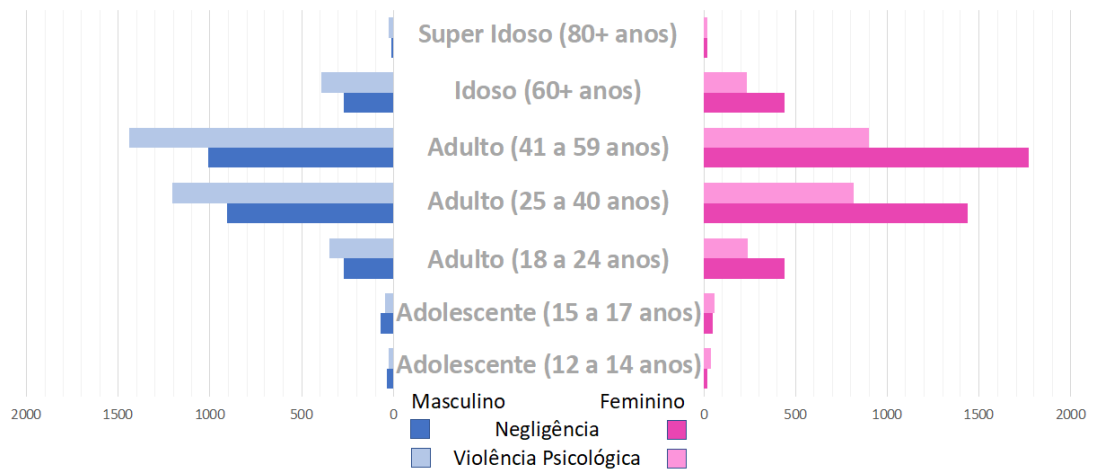 Super Idoso (80+ anos)
Idoso (60+ anos)
Adulto (41 a 59 anos)
Adulto (25 a 40 anos)
Adulto (18 a 24 anos)
Adolescente (15 a 17 anos)
Adolescente (12 a 14 anos)
2000 1500 1000 500 0 0 500 1000 1500 2000
Masculino Feminino
Negligência
Violência Psicológica